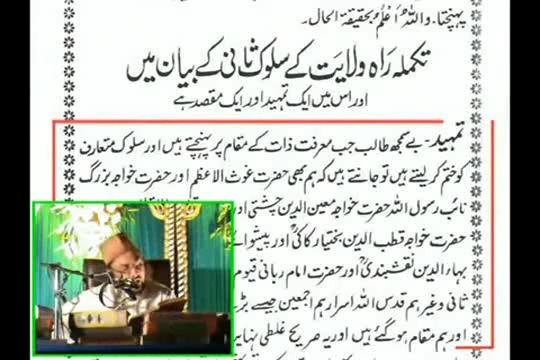 پہنچتا۔ واللہ اَعْلَمُ بحقیقۃ الحال۔
تکملہ راہ ولایت کے سلوک ثانی کے بیان میں
اور اس میں ایک تمہید اور ایک مقصد ہے
تمہید۔ بے سمجھ طالب جب معرفت ذات کے مقام پر پہنچتے ہیں اور سلوک متعارف
کو ختم کر لیتے ہیں تو جانتے ہیں کہ ہم بھی حضرت غوث الاعظم اور حضرت خواجہ بزرگ
نائب رسول اللہ حضرت خواجہ معین الدین چشتی اور
حضرت خواجہ قطب الدین بختیار کاکی اور پیشوائے
بہاء الدین نقشبندی اور حضرت امام ربانی قیوم
ثانی وغیرہم قدس اللہ اسرارہم اجمعین جیسے بڑے
اور ہم مقام ہو گئے ہیں اور یہ صریح غلطی